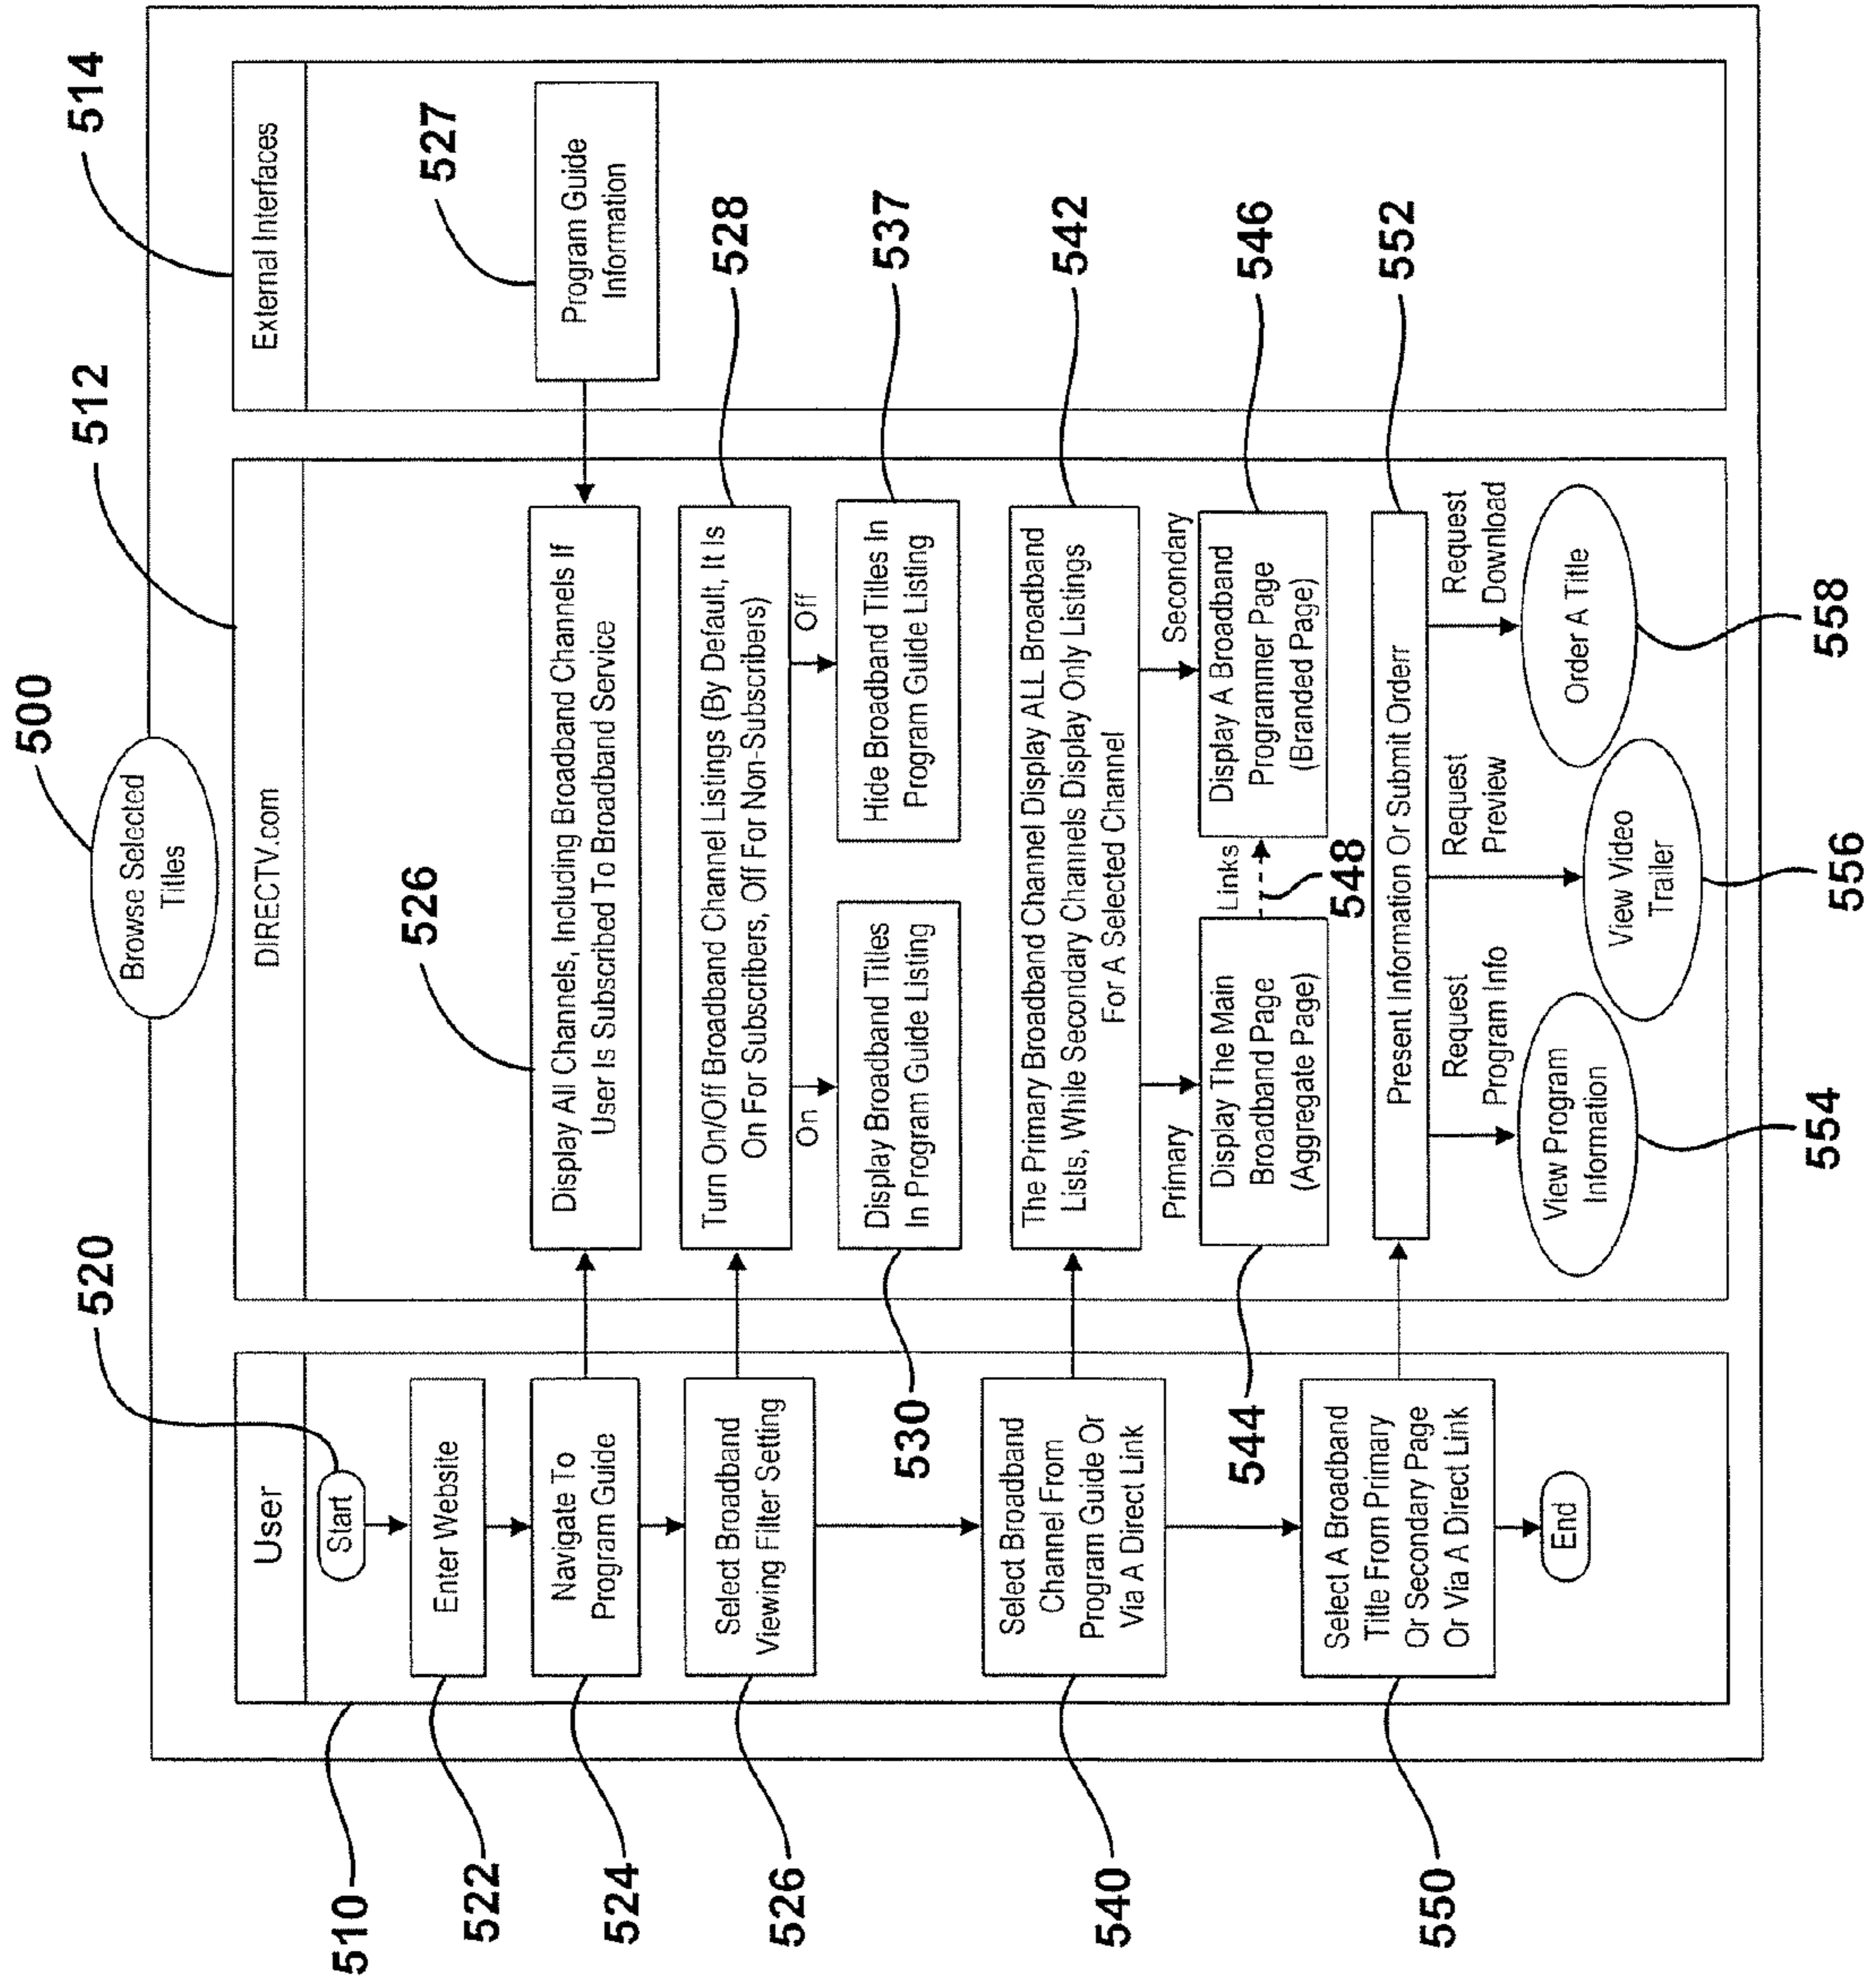 500
Browse Selected
Titles
510
User
520
Start
522
Enter Website
524
Navigate To
Program Guide
526
Select Broadband
Viewing Filter Setting
540
Select Broadband
Channel From
Program Guide Or
Via A Direct Link
550
Select A Broadband
Title From Primary
Or Secondary Page
Or Via A Direct Link
End
512
DIRECTV.com
526
Display All Channels, Including Broadband Channels If
User Is Subscribed To Broadband Service
528
Turn On/Off Broadband Channel Listings (By Default, It Is
On For Subscribers, Off For Non-Subscribers)
On
Off
530
Display Broadband Titles
In Program Guide Listing
537
Hide Broadband Titles In
Program Guide Listing
542
The Primary Broadband Channel Display ALL Broadband
Lists, While Secondary Channels Display Only Listings
For A Selected Channel
Primary
Secondary
544
Display The Main
Broadband Page
(Aggregate Page)
Links
548
546
Display A Broadband
Programmer Page
(Branded Page)
552
Present Information Or Submit Orderr
Request
Program Info
Request
Preview
Request
Download
View Program
Information
554
View Video
Trailer
556
Order A Title
558
514
External Interfaces
527
Program Guide
Information